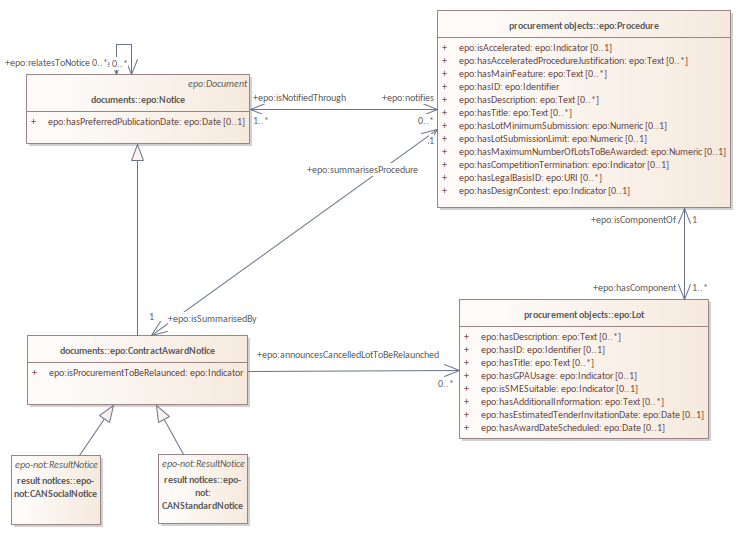 +epo:relatesToNotice 0..*
0..*
epo:Document
documents::epo:Notice
+ epo:hasPreferredPublicationDate: epo:Date [0..1]
+epo:isNotifiedThrough
+epo:notifies
1..*
0..*
procurement objects::epo:Procedure
+ epo:isAccelerated: epo:Indicator [0..1]
+ epo:hasAcceleratedProcedureJustification: epo:Text [0..*]
+ epo:hasMainFeature: epo:Text [0..*]
+ epo:hasID: epo:Identifier
+ epo:hasDescription: epo:Text [0..*]
+ epo:hasTitle: epo:Text [0..*]
+ epo:hasLotMinimumSubmission: epo:Numeric [0..1]
+ epo:hasLotSubmissionLimit: epo:Numeric [0..1]
+ epo:hasMaximumNumberOfLotsToBeAwarded: epo:Numeric [0..1]
+ epo:hasCompetitionTermination: epo:Indicator [0..1]
+ epo:hasLegalBasisID: epo:URI [0..*]
+ epo:hasDesignContest: epo:Indicator [0..1]
.1
+epo:summarisesProcedure
+epo:isComponentOf
1
+epo:hasComponent
1..*
1
+epo:isSummarisedBy
documents::epo:ContractAwardNotice
+ epo:isProcurementToBeRelaunced: epo:Indicator
+epo:announcesCancelledLotToBeRelaunched
0..*
procurement objects::epo:Lot
+ epo:hasDescription: epo:Text [0..*]
+ epo:hasID: epo:Identifier [0..1]
+ epo:hasTitle: epo:Text [0..*]
+ epo:hasGPAUsage: epo:Indicator [0..1]
+ epo:isSMESuitable: epo:Indicator [0..1]
+ epo:hasAdditionalInformation: epo:Text [0..*]
+ epo:hasEstimatedTenderInvitationDate: epo:Date [0..1]
+ epo:hasAwardDateScheduled: epo:Date [0..1]
epo-not:ResultNotice
result notices::epo-
not:CANSocialNotice
epo-not:ResultNotice
result notices::epo-
not:
CANStandardNotice